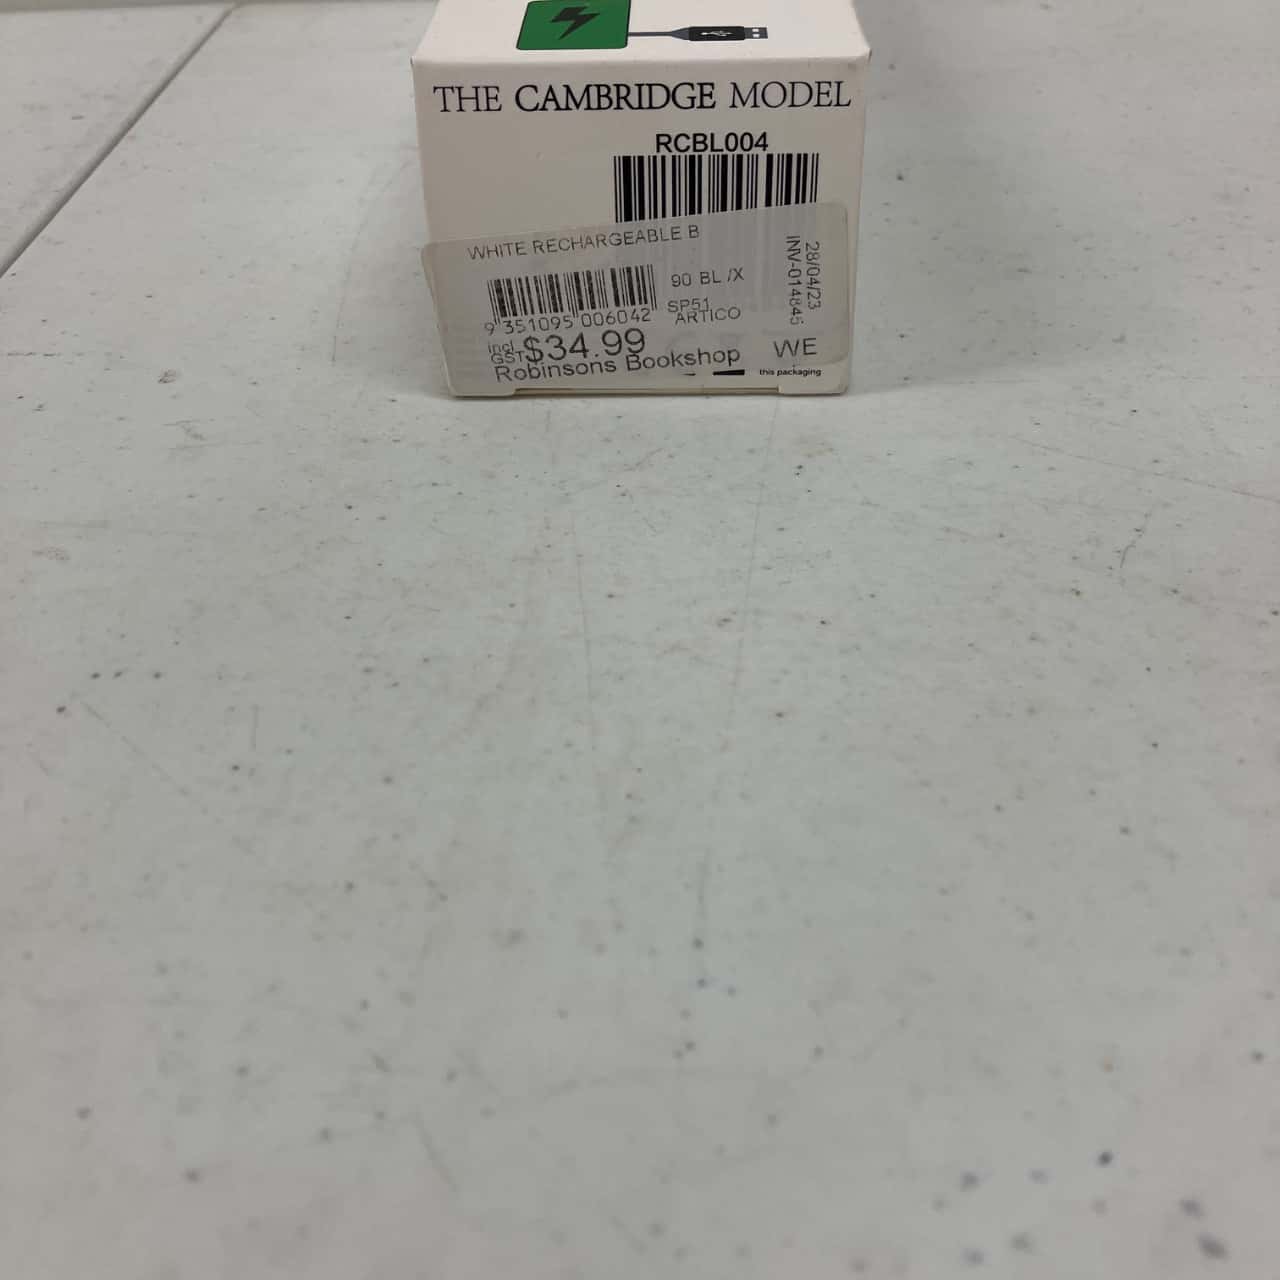 THE CAMBRIDGE MODEL
RCBL004
WHITE RECHARGEABLE B
90 BL /X
SP51
ARTICO
9 351095 006042
incl
GST
$34.99
Robinsons Bookshop
WE
28/04/23
INV-014845
this packaging